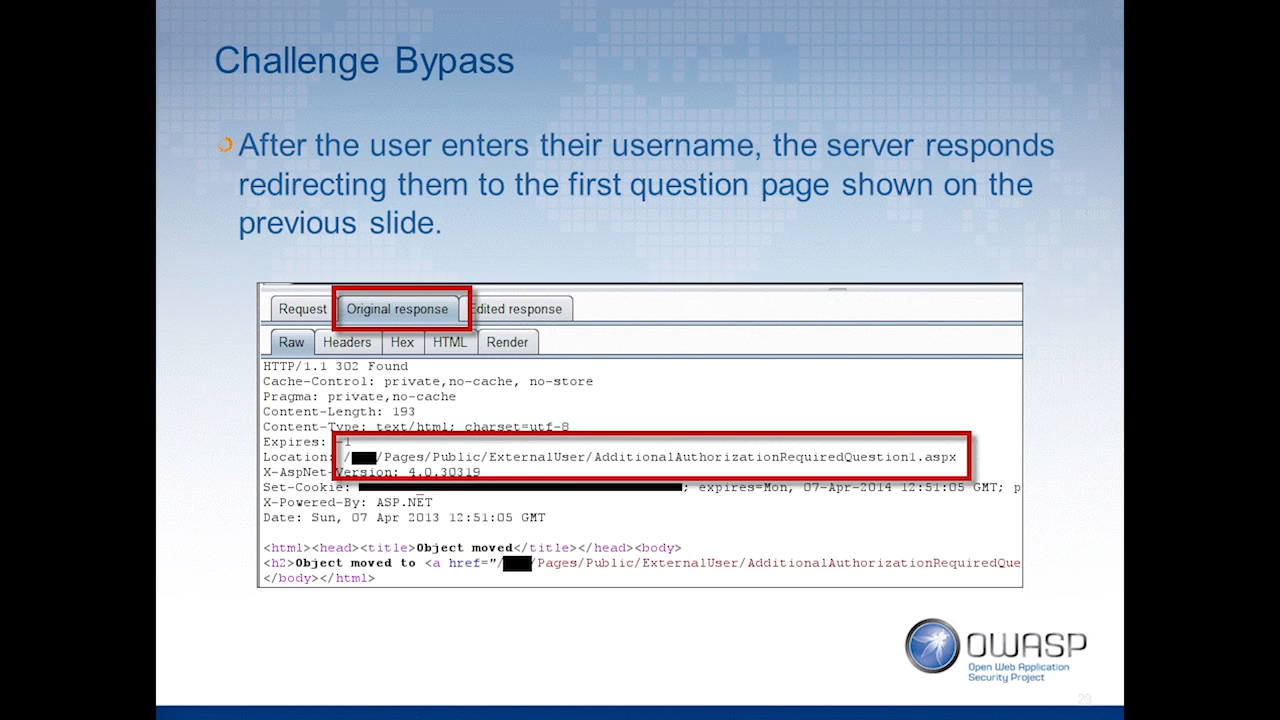 Challenge Bypass
After the user enters their username, the server responds
redirecting them to the first question page shown on the
previous slide.
Request Original response Edited response
Raw Headers Hex HTML Render
HTTP/1.1 302 Found
Cache-Control: private,no-cache, no-store
Pragma: private,no-cache
Content-Length: 193
Content-Type: text/html; charset=utf-8
Expires: -1
Location: / /Pages/Public/ExternalUser/AdditionalAuthorizationRequiredQuestion1.aspx
X-AspNet-Version: 4.0.30319
Set-Cookie: ; expires=Mon, 07-Apr-2014 12:51:05 GMT; p
X-Powered-By: ASP.NET
Date: Sun, 07 Apr 2013 12:51:05 GMT
<html><head><title>Object moved</title></head><body>
<h2>Object moved to <a href="/ /Pages/Public/ExternalUser/AdditionalAuthorizationRequiredQue
</body></html>
OWASP
Open Web Application
Security Project
29